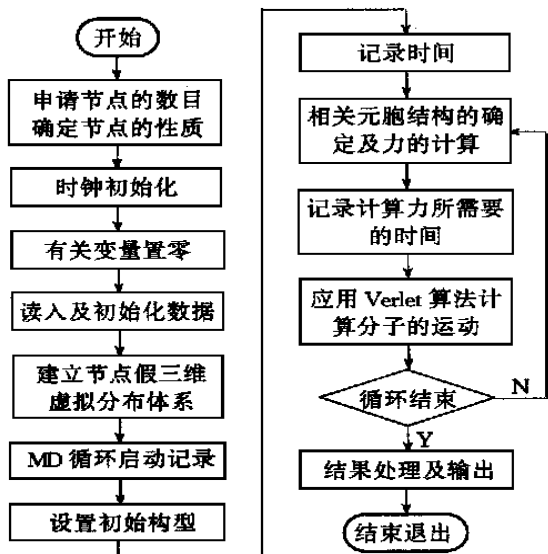 开始
申请节点的数目
确定节点的性质
时钟初始化
有关变量置零
读入及初始化数据
建立节点假三维
虚拟分布体系
MD 循环启动记录
设置初始构型
记录时间
相关元胞结构的确
定及力的计算
记录计算力所需要
的时间
应用 Verlet 算法计
算分子的运动
循环结束
N
Y
结果处理及输出
结束退出